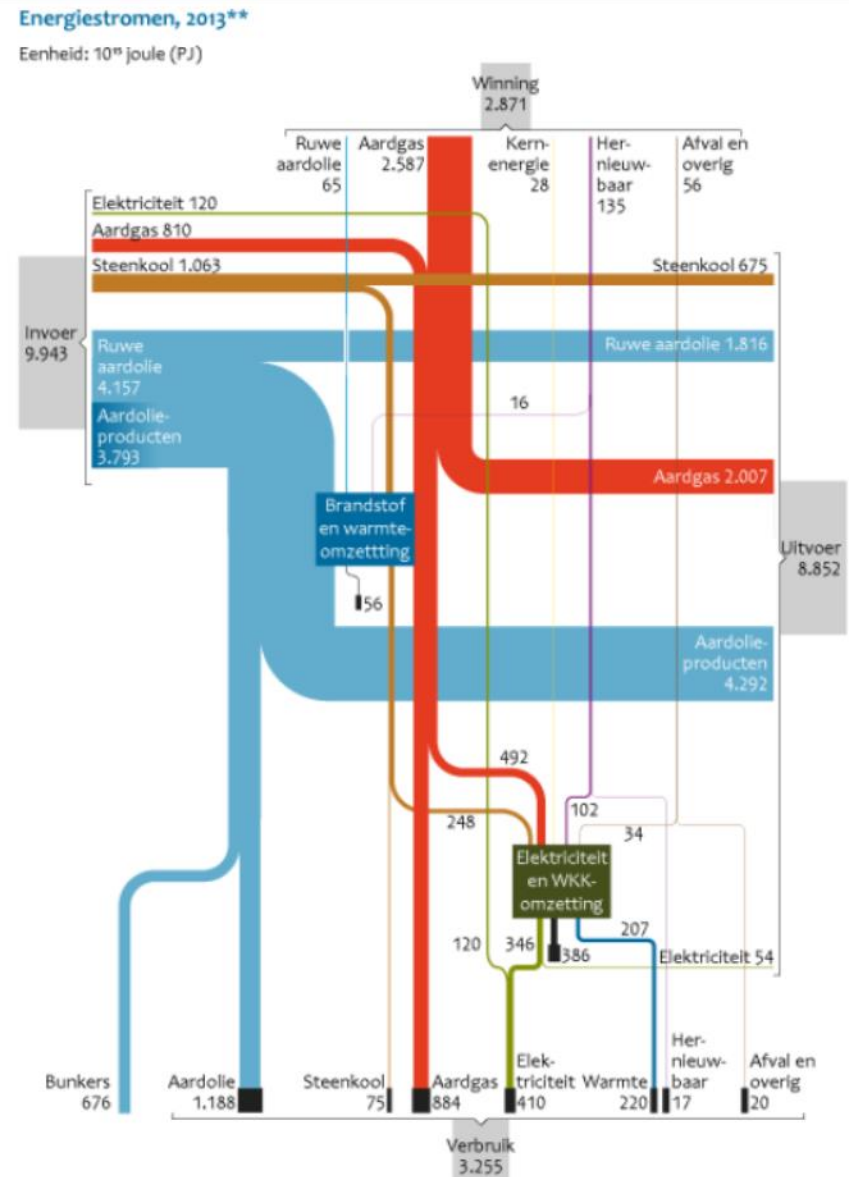 Energiestromen, 2013**
Eenheid: 10¹⁵ joule (PJ)
Winning
2.871
Ruwe
aardolie
65
Aardgas
2.587
Kern-
energie
28
Her-
nieuw-
baar
135
Afval en
overig
56
Elektriciteit 120
Aardgas 810
Steenkool 1.063
Steenkool 675
Invoer
9.943
Ruwe
aardolie
4.157
Ruwe aardolie 1.816
Aardolie-
producten
3.793
16
Aardgas 2.007
Brandstof
en warmte-
omzettting
56
Uitvoer
8.852
Aardolie-
producten
4.292
492
248
102
34
Elektriciteit
en WKK-
omzetting
120
346
386
207
Elektriciteit 54
Bunkers
676
Aardolie
1.188
Steenkool
75
Aardgas
884
Elek-
triciteit
410
Warmte
220
Her-
nieuw-
baar
17
Afval en
overig
20
Verbruik
3.255